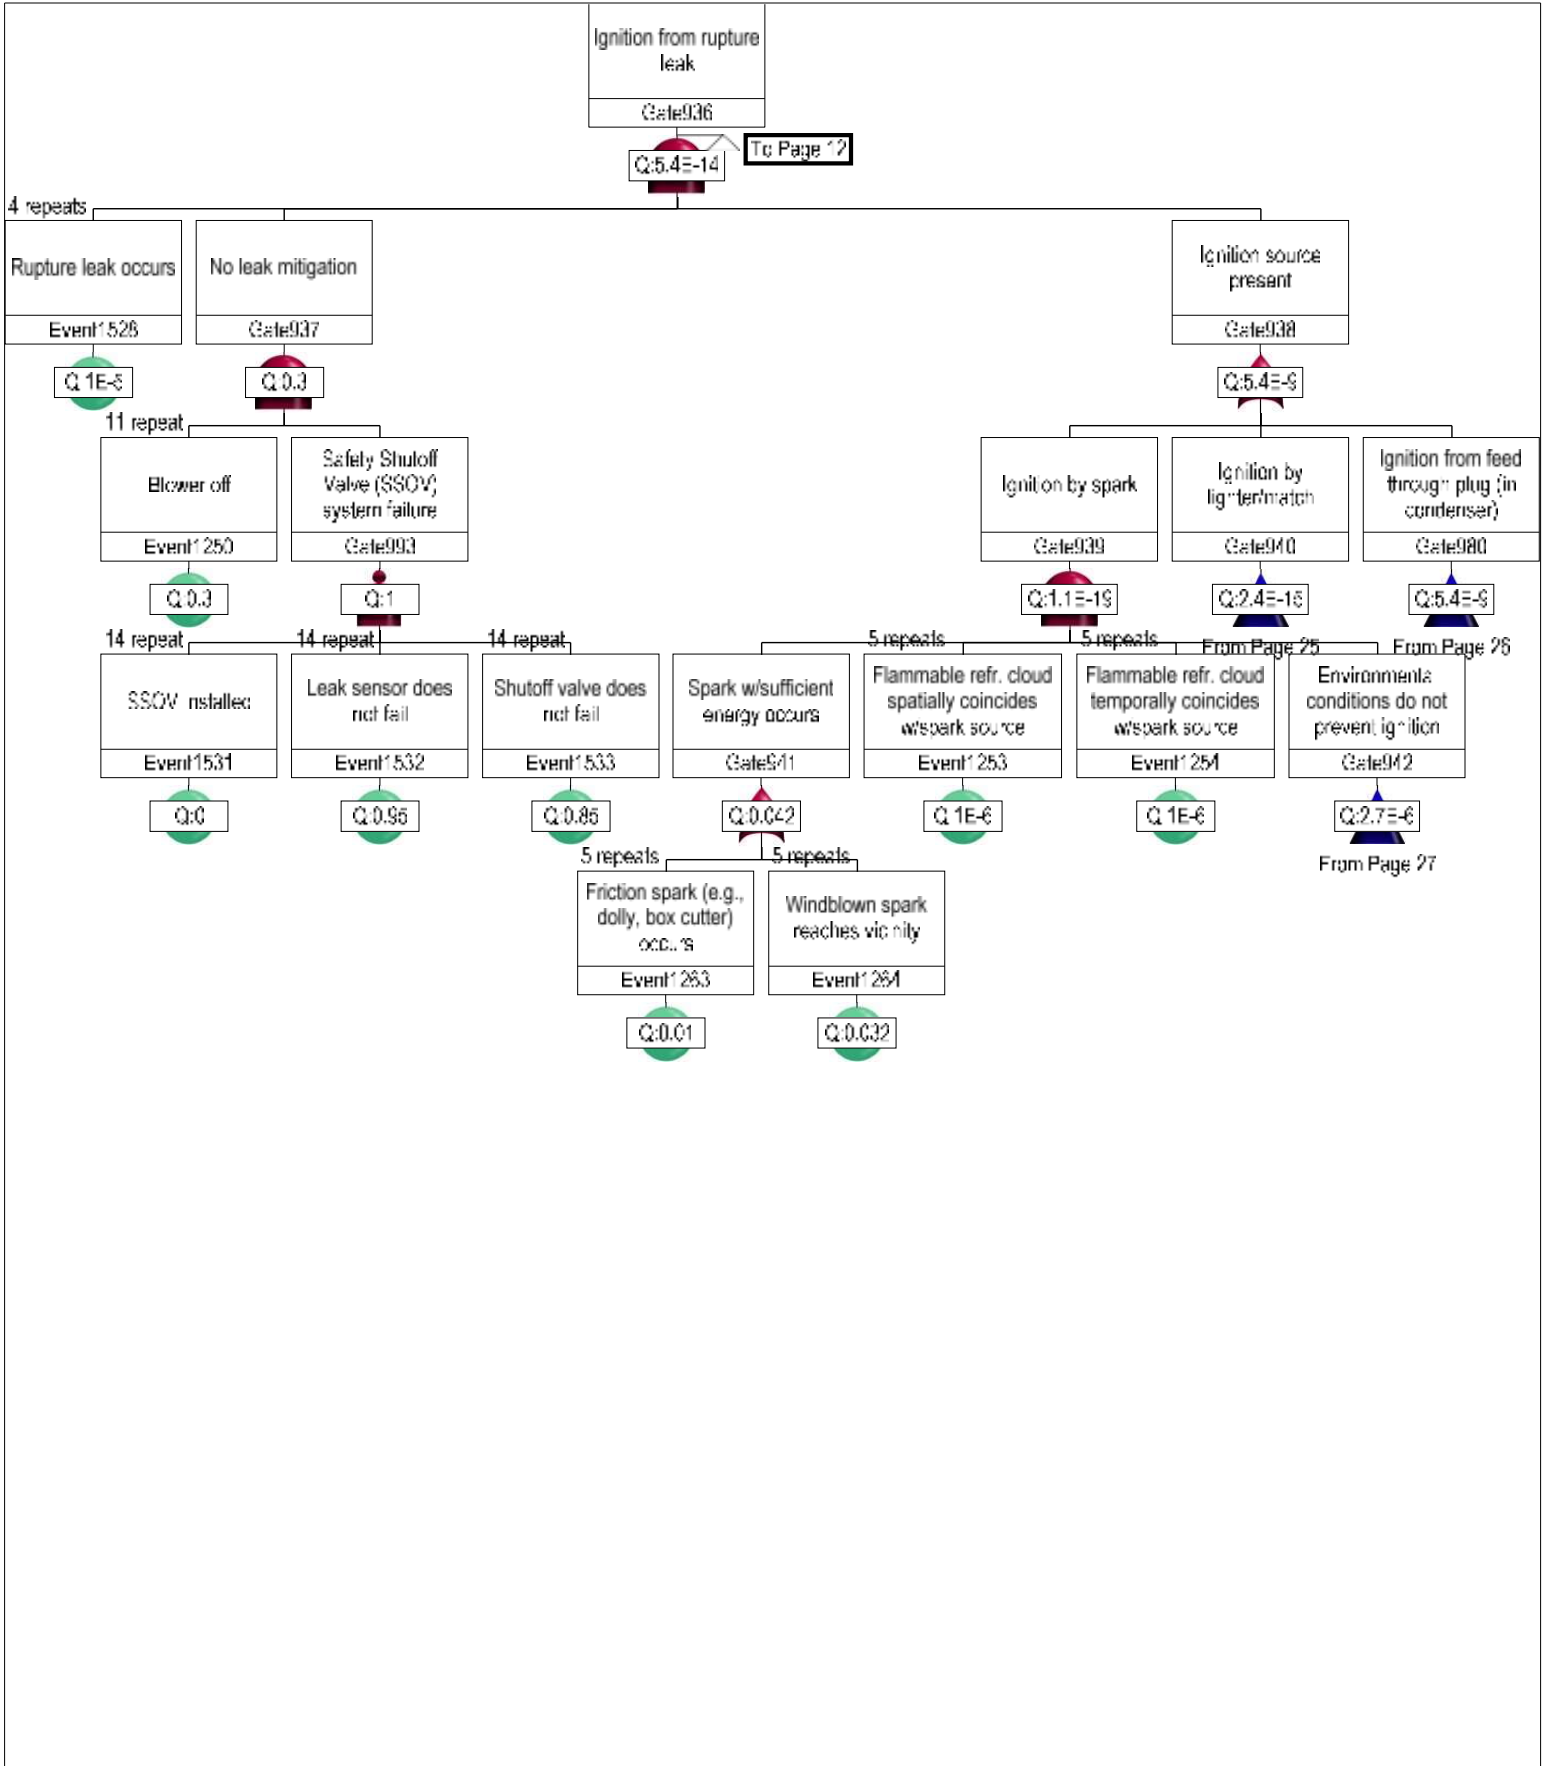 Ignition from rupture
leak
Gate936
To Page 12
Q:5.4E-14
4 repeats
Rupture leak occurs
Event1528
No leak mitigation
Gate937
Ignition source
present
Gate938
Q:0.3
Q:5.4E-9
11 repeat
Blower off
Event1250
Q:0.3
Safety Shutoff
Valve (SSOV)
system failure
Gate993
Q:1
Ignition by spark
Gate939
Q:1.1E-19
Ignition by
lighter/match
Gate940
From Page 25
Ignition from feed
through plug (in
condenser)
Gate980
Q:5.4E-9
From Page 26
14 repeat
14 repeat
14 repeat
5 repeats
5 repeats
SSOV installed
Event1531
Q:0
Leak sensor does
not fail
Event1532
Q:0.95
Shutoff valve does
not fail
Event1533
Q:0.85
Spark w/sufficient
energy occurs
Gate941
Q:0.042
Flammable refr. cloud
spatially coincides
w/spark source
Event1253
Q:1E-6
Flammable refr. cloud
temporally coincides
w/spark source
Event1254
Q:1E-6
Environmental
conditions do not
prevent ignition
Gate942
Q:2.7E-6
From Page 27
5 repeats
5 repeats
Friction spark (e.g.,
dolly, box cutter)
occurs
Event1263
Q:0.01
Windblown spark
reaches vicinity
Event1264
Q:0.032